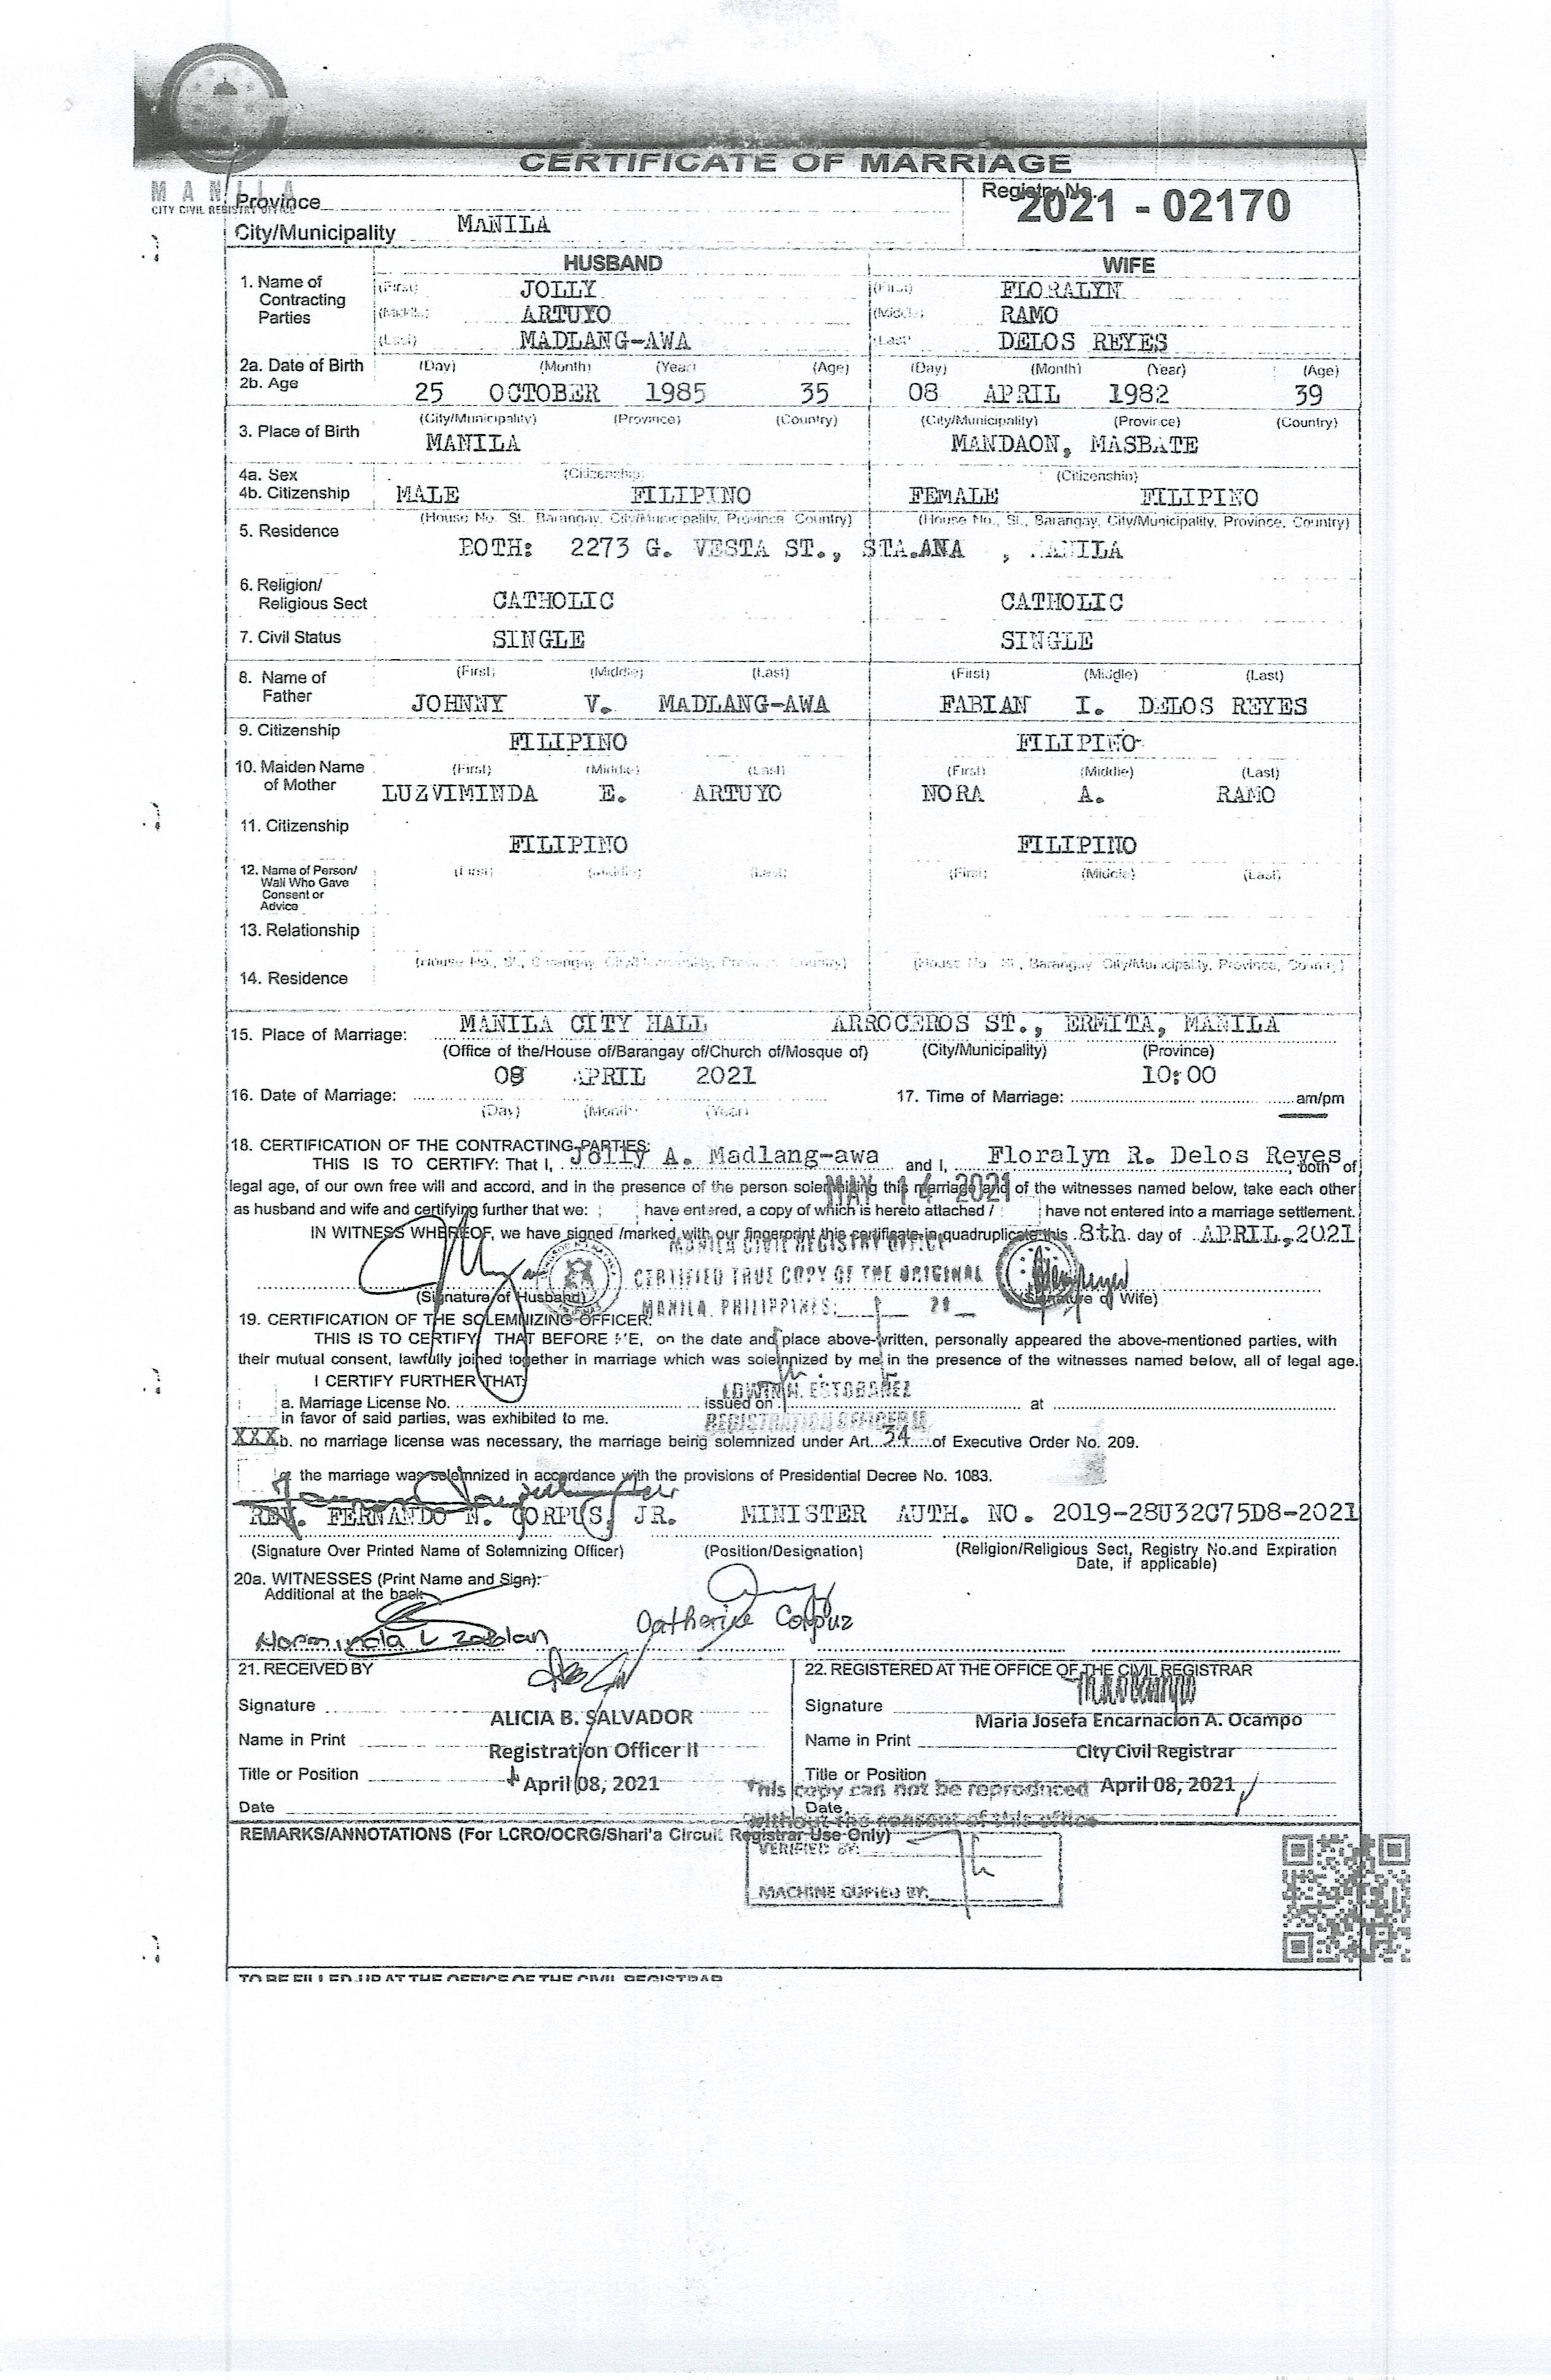 CERTIFICATE OF MARRIAGE
MANILA
CITY CIVIL REGISTRY OFFICE
Province
Registry No.
2021 - 02170
City/Municipality MANILA
HUSBAND WIFE
1. Name of Contracting Parties
(First) JOLLY (First) FLORALYN
(Middle) ARTUYO (Middle) RAMO
(Last) MADLANG-AWA (Last) DELOS REYES
2a. Date of Birth (Day) (Month) (Year) (Age) (Day) (Month) (Year) (Age)
2b. Age 25 OCTOBER 1985 35 08 APRIL 1982 39
(City/Municipality) (Province) (Country) (City/Municipality) (Province) (Country)
3. Place of Birth MANILA MANDAON, MASBATE
4a. Sex (Citizenship) (Citizenship)
4b. Citizenship MALE FILIPINO FEMALE FILIPINO
(House No. St. Barangay, City/Municipality, Province Country) (House No., St., Barangay, City/Municipality, Province, Country)
5. Residence BOTH: 2273 G. VESTA ST., STA.ANA , MANILA
6. Religion/
Religious Sect CATHOLIC CATHOLIC
7. Civil Status SINGLE SINGLE
8. Name of Father (First) (Middle) (Last) (First) (Middle) (Last)
JOHNNY V. MADLANG-AWA FABIAN I. DELOS REYES
9. Citizenship FILIPINO FILIPINO
10. Maiden Name of Mother (First) (Middle) (Last) (First) (Middle) (Last)
LUZVIMINDA E. ARTUYO NORA A. RAMO
11. Citizenship FILIPINO FILIPINO
12. Name of Person/ Wali Who Gave Consent or Advice (First) (Middle) (Last) (First) (Middle) (Last)
13. Relationship
(House No., St., Barangay, City/Municipality, Province, Country) (House No. St., Barangay, City/Municipality, Province, Country)
14. Residence
15. Place of Marriage: MANILA CITY HALL ARROCEROS ST., ERMITA, MANILA
(Office of the/House of/Barangay of/Church of/Mosque of) (City/Municipality) (Province)
08 APRIL 2021 10:00
16. Date of Marriage: 17. Time of Marriage: am/pm
(Day) (Month) (Year)
18. CERTIFICATION OF THE CONTRACTING PARTIES:
THIS IS TO CERTIFY: That I, Jolly A. Madlang-awa and I, Floralyn R. Delos Reyes, both of
legal age, of our own free will and accord, and in the presence of the person solemnizing this marriage and of the witnesses named below, take each other
as husband and wife and certifying further that we: have entered, a copy of which is hereto attached / have not entered into a marriage settlement.
IN WITNESS WHEREOF, we have signed /marked with our fingerprint this certificate in quadruplicate this 8th. day of APRIL,2021
MAY 14 2021
MANILA CIVIL REGISTRY OFFICE
CERTIFIED TRUE COPY OF THE ORIGINAL
MANILA, PHILIPPINES:
(Signature of Husband) (Signature of Wife)
19. CERTIFICATION OF THE SOLEMNIZING OFFICER:
THIS IS TO CERTIFY: THAT BEFORE ME, on the date and place above-written, personally appeared the above-mentioned parties, with
their mutual consent, lawfully joined together in marriage which was solemnized by me in the presence of the witnesses named below, all of legal age.
I CERTIFY FURTHER THAT:
EDWIN N. ESTOBAÑEZ
REGISTRATION OFFICER III
a. Marriage License No. issued on at
in favor of said parties, was exhibited to me.
XXX b. no marriage license was necessary, the marriage being solemnized under Art. 34 of Executive Order No. 209.
the marriage was solemnized in accordance with the provisions of Presidential Decree No. 1083.
REV. FERNANDO N. CORPUS, JR. MINISTER AUTH. NO. 2019-28U32C75D8-2021
(Signature Over Printed Name of Solemnizing Officer) (Position/Designation) (Religion/Religious Sect, Registry No.and Expiration
Date, if applicable)
20a. WITNESSES (Print Name and Sign):
Additional at the back
Norminda L Zablan Catherine Corpuz
21. RECEIVED BY 22. REGISTERED AT THE OFFICE OF THE CIVIL REGISTRAR
Signature Signature
ALICIA B. SALVADOR Maria Josefa Encarnacion A. Ocampo
Name in Print Name in Print
Registration Officer II City Civil Registrar
Title or Position Title or Position
April 08, 2021 April 08, 2021
Date Date
This copy can not be reproduced
without the consent of this office
REMARKS/ANNOTATIONS (For LCRO/OCRG/Shari'a Circuit Registrar Use Only)
VERIFIED BY:
MACHINE COPIED BY:
TO BE FILLED UP AT THE OFFICE OF THE CIVIL REGISTRAR